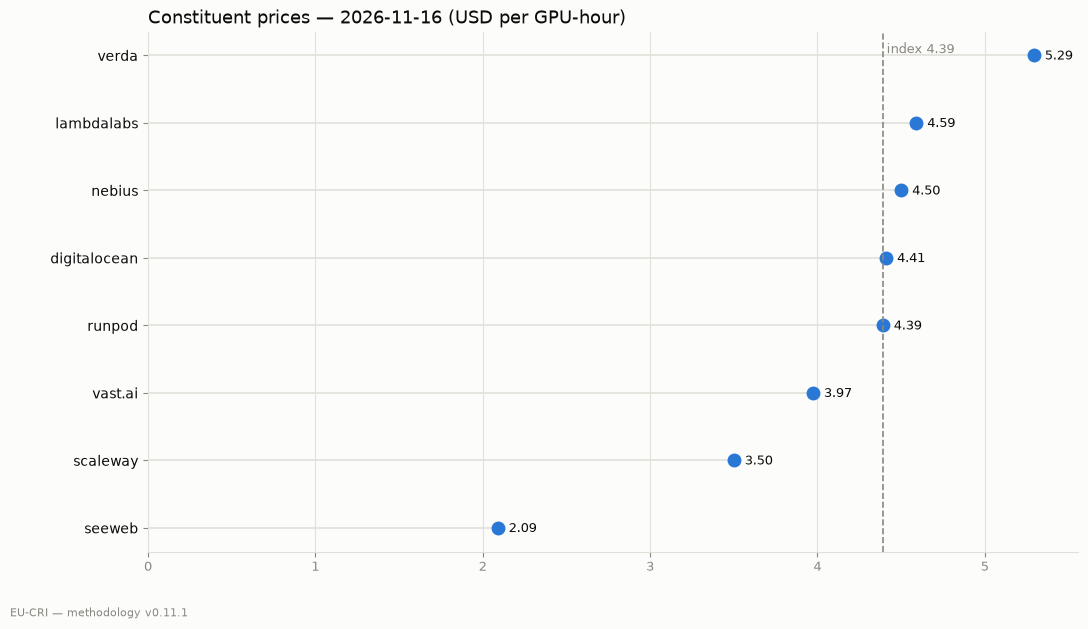 Constituent prices — 2026-11-16 (USD per GPU-hour)
index 4.39
verda 5.29
lambdalabs 4.59
nebius 4.50
digitalocean 4.41
runpod 4.39
vast.ai 3.97
scaleway 3.50
seeweb 2.09
0 1 2 3 4 5
EU-CRI — methodology v0.11.1